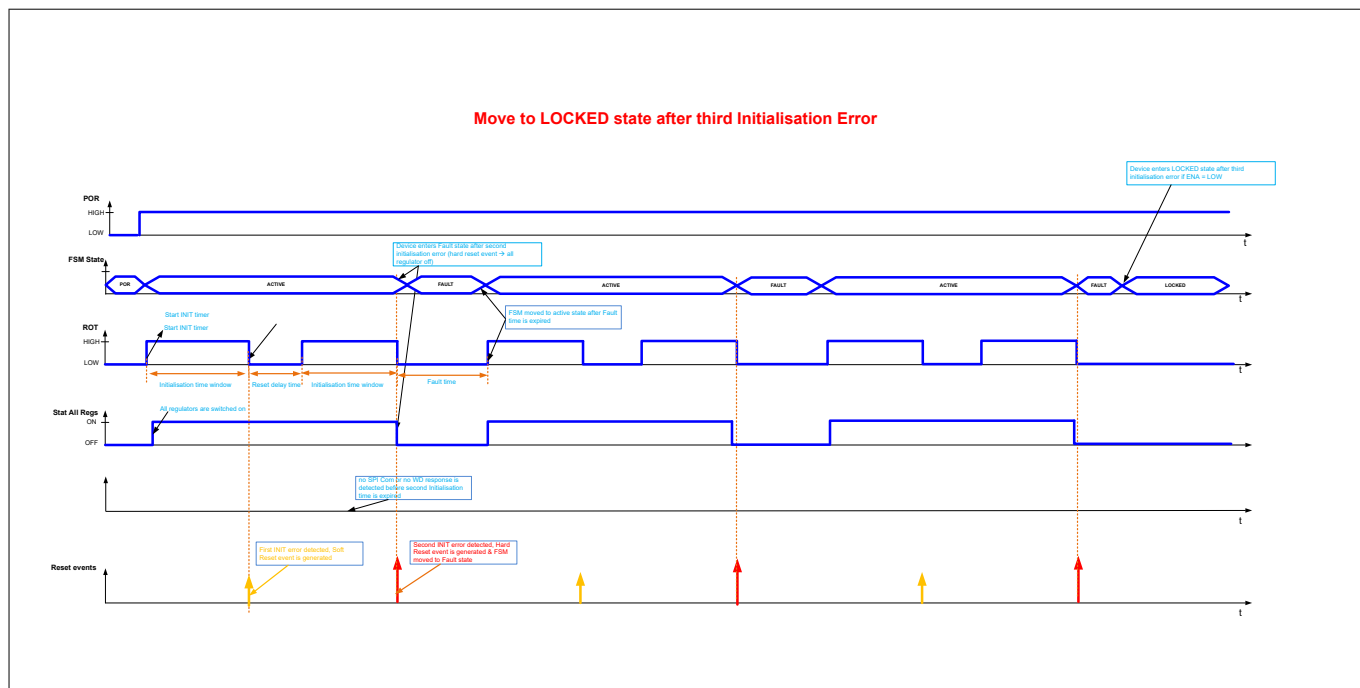 Move to LOCKED state after third Initialisation Error
Device enters LOCKED state after third
initialisation error if ENA = LOW
POR
HIGH
LOW
t
Device enters Fault state after second
initialisation error (hard reset event → all
regulator off)
FSM State
POR
ACTIVE
FAULT
ACTIVE
FAULT
ACTIVE
FAULT
LOCKED
t
FSM moved to active state after Fault
time is expired
Start INIT timer
Start INIT timer
ROT
HIGH
LOW
t
Initialisation time window
Reset delay time
Initialisation time window
Fault time
Stat All Regs
All regulators are switched on
ON
OFF
t
no SPI Com or no WD response is
detected before second Initialisation
time is expired
t
First INIT error detected, Soft
Reset event is generated
Second INIT error detected, Hard
Reset event is generated & FSM
moved to Fault state
Reset events
t